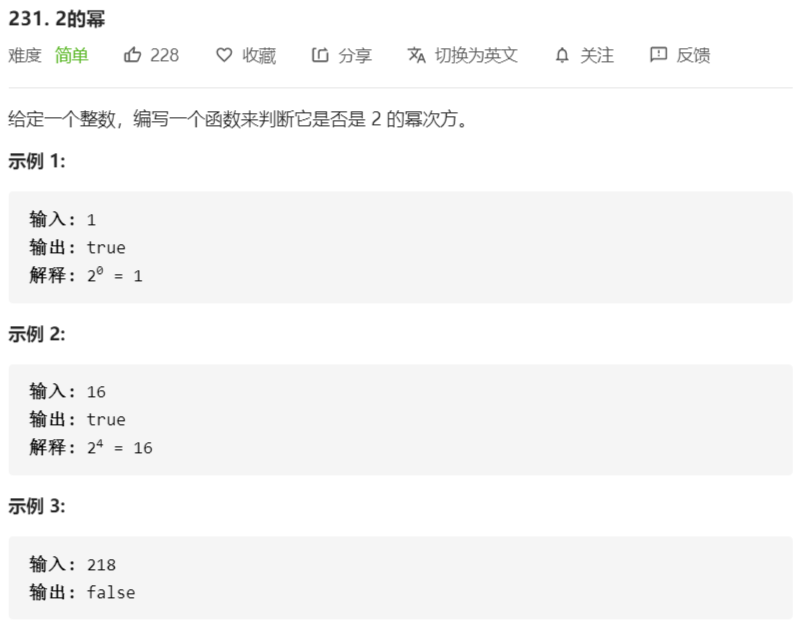 231. 2的幂
难度 简单 228 收藏 分享 切换为英文 关注 反馈
给定一个整数，编写一个函数来判断它是否是 2 的幂次方。
示例 1:
输入: 1
输出: true
解释: 2⁰ = 1
示例 2:
输入: 16
输出: true
解释: 2⁴ = 16
示例 3:
输入: 218
输出: false